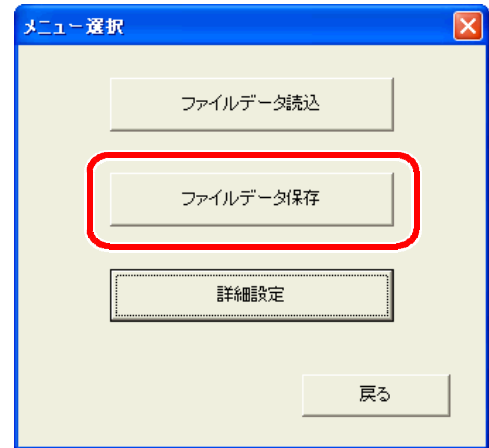 メニュー選択
ファイルデータ読込
ファイルデータ保存
詳細設定
戻る